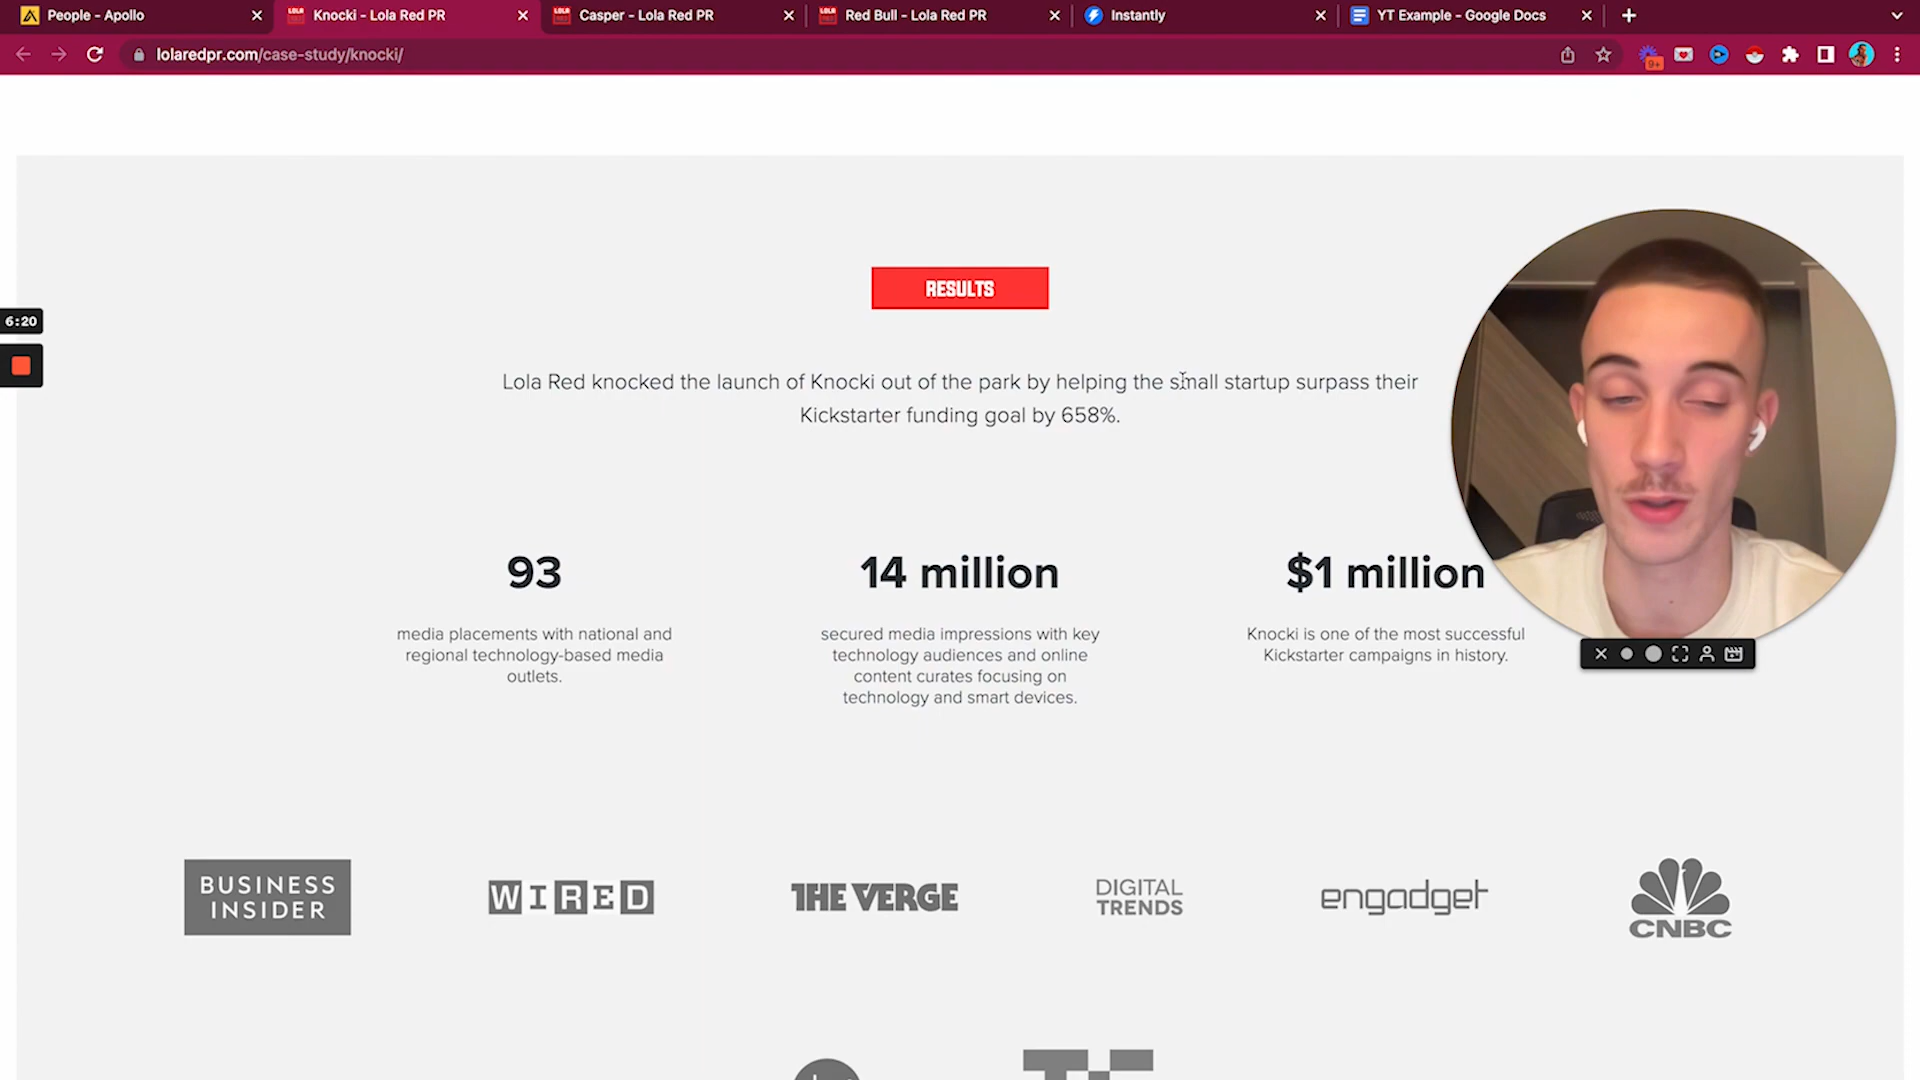 People - Apollo
Knocki - Lola Red PR
Casper - Lola Red PR
Red Bull - Lola Red PR
Instantly
YT Example - Google Docs
lolaredpr.com/case-study/knocki/
9+
6:20
RESULTS
Lola Red knocked the launch of Knocki out of the park by helping the small startup surpass their
Kickstarter funding goal by 658%.
93
media placements with national and
regional technology-based media
outlets.
14 million
secured media impressions with key
technology audiences and online
content curates focusing on
technology and smart devices.
$1 million
Knocki is one of the most successful
Kickstarter campaigns in history.
BUSINESS
INSIDER
WIRED
THE VERGE
DIGITAL
TRENDS
engadget
CNBC